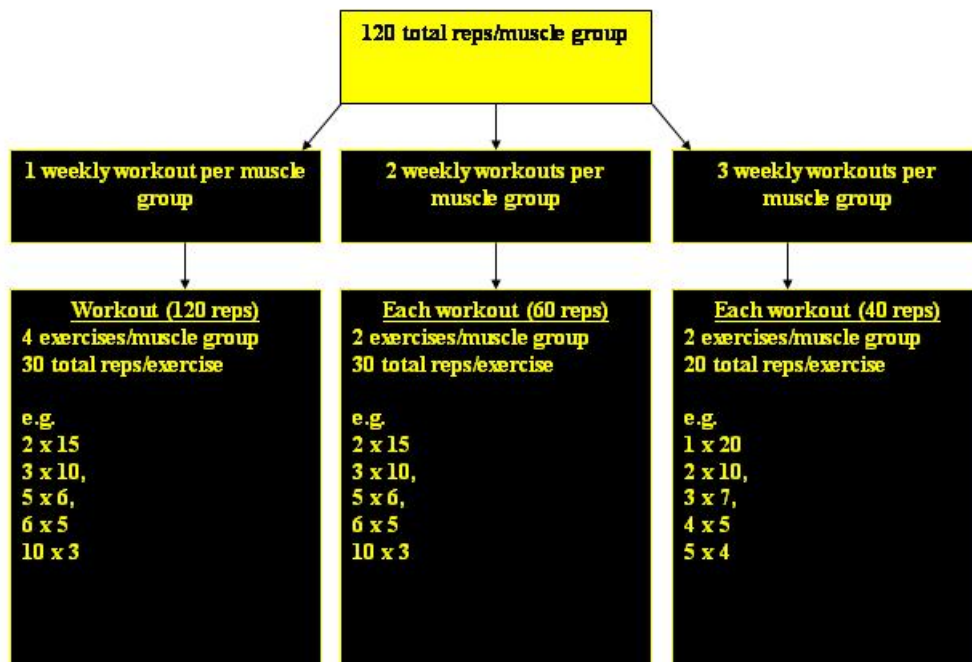 120 total reps/muscle group
1 weekly workout per muscle
group
2 weekly workouts per
muscle group
3 weekly workouts per
muscle group
Workout (120 reps)
4 exercises/muscle group
30 total reps/exercise
e.g.
2 x 15
3 x 10,
5 x 6,
6 x 5
10 x 3
Each workout (60 reps)
2 exercises/muscle group
30 total reps/exercise
e.g.
2 x 15
3 x 10,
5 x 6,
6 x 5
10 x 3
Each workout (40 reps)
2 exercises/muscle group
20 total reps/exercise
e.g.
1 x 20
2 x 10,
3 x 7,
4 x 5
5 x 4